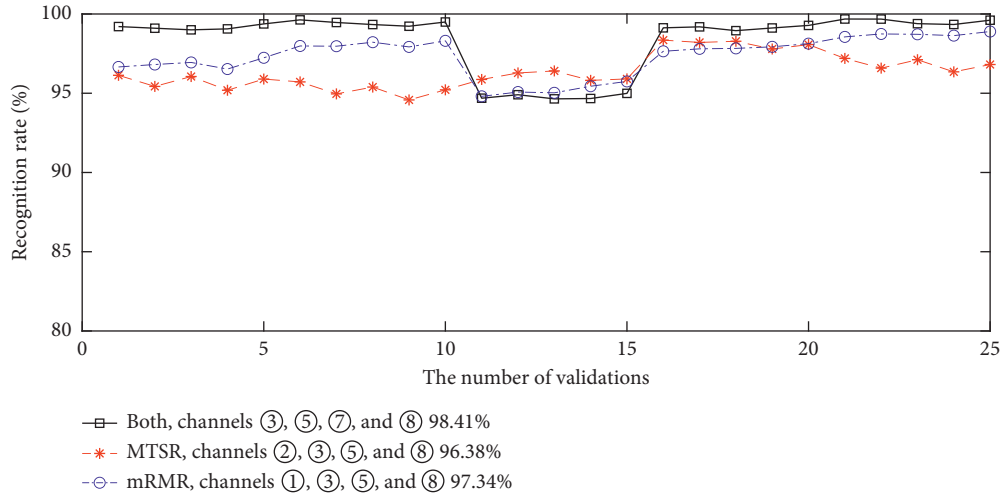 100
95
90
85
80
Recognition rate (%)
0 5 10 15 20 25
The number of validations
Both, channels ③, ⑤, ⑦, and ⑧ 98.41%
MTSR, channels ②, ③, ⑤, and ⑧ 96.38%
mRMR, channels ①, ③, ⑤, and ⑧ 97.34%